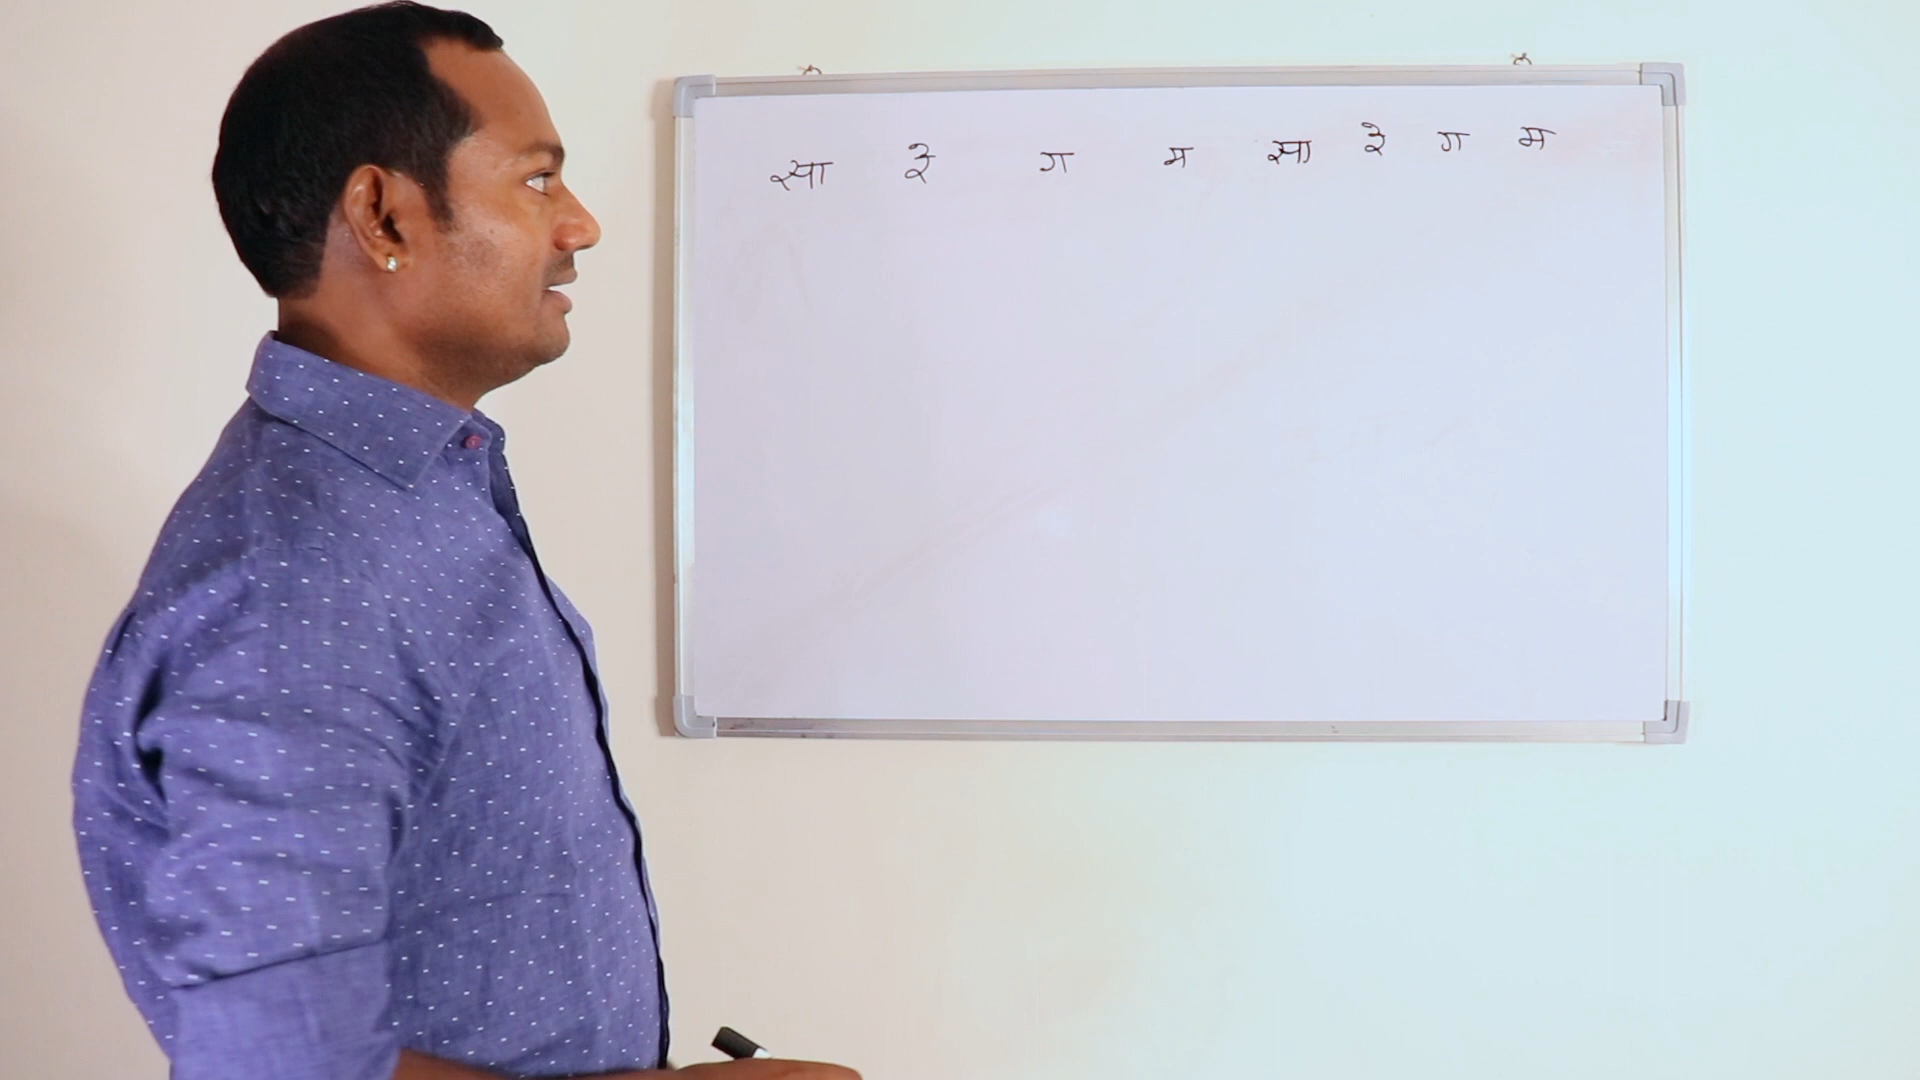 सा रे ग म सा रे ग म